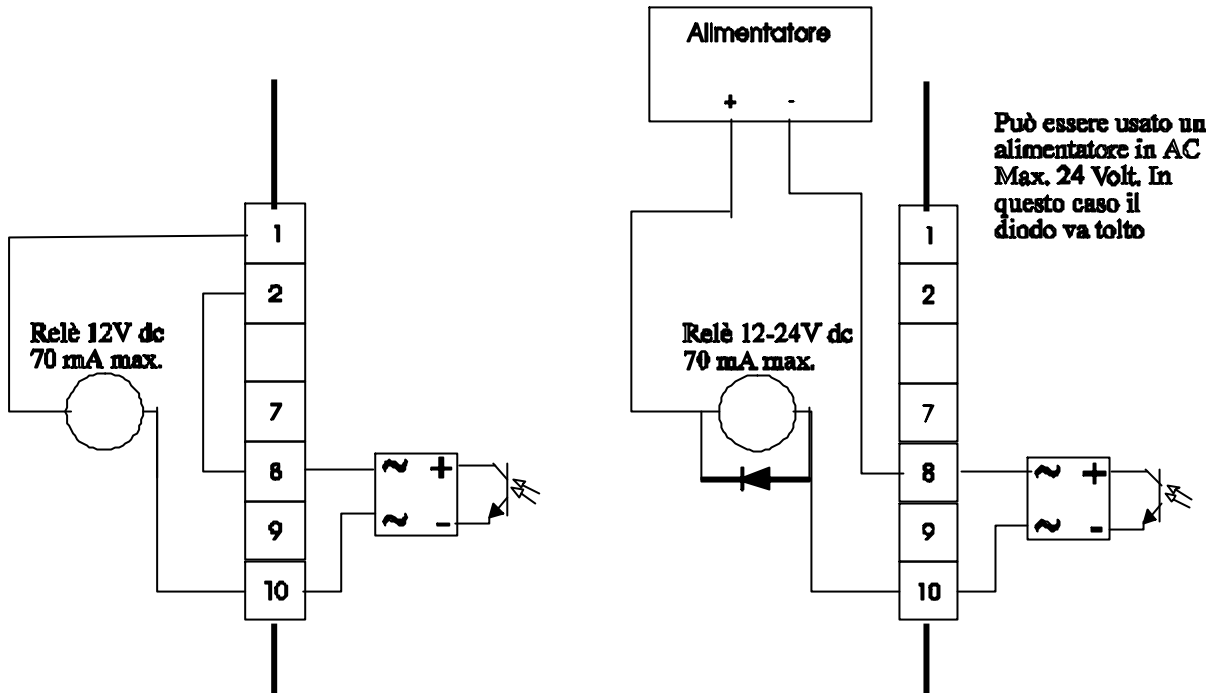 Alimentatore
+ -
Può essere usato un
alimentatore in AC
Max. 24 Volt. In
questo caso il
diodo va tolto
1
2
Relè 12V dc
70 mA max.
7
8
9
10
~ +
~ -
1
2
Relè 12-24V dc
70 mA max.
7
8
9
10
~ +
~ -